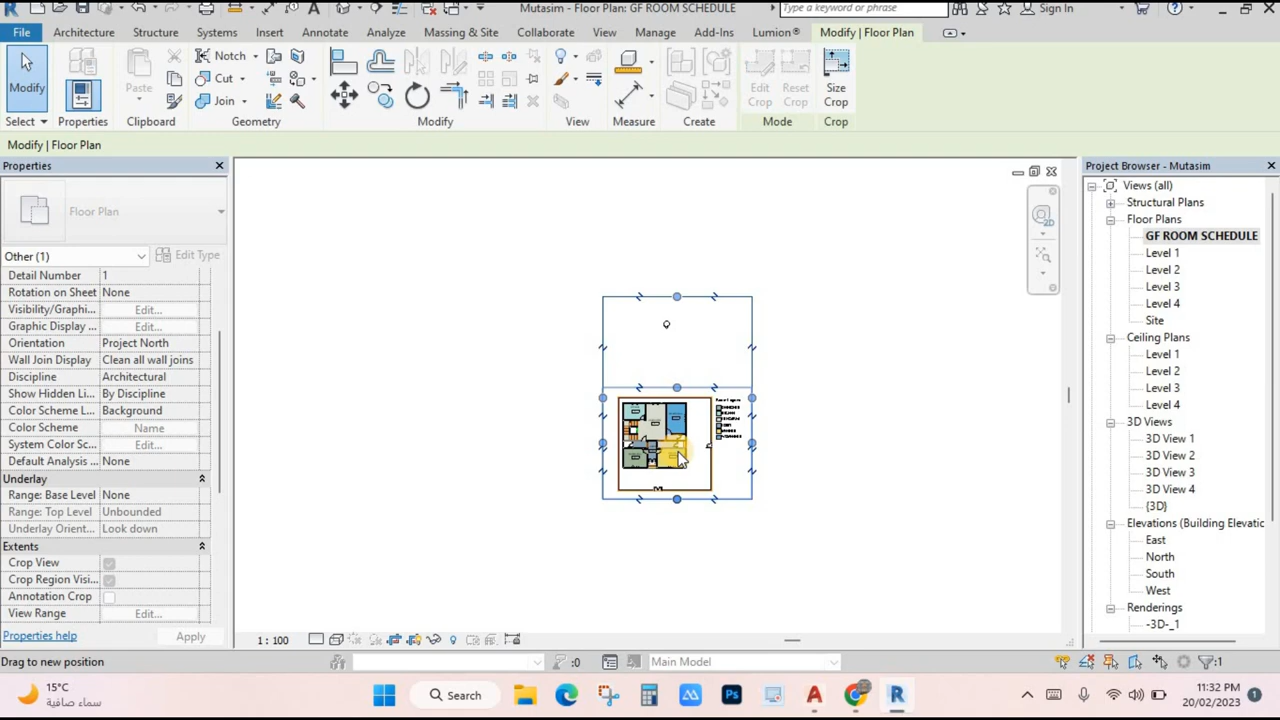 Mutasim - Floor Plan: GF ROOM SCHEDULE
Type a keyword or phrase
Sign In
File
Architecture
Structure
Systems
Insert
Annotate
Analyze
Massing & Site
Collaborate
View
Manage
Add-Ins
Lumion®
Modify | Floor Plan
Modify
Select
Properties
Paste
Clipboard
Notch
Cut
Join
Geometry
Modify
View
Measure
Create
Edit Crop
Reset Crop
Mode
Size Crop
Crop
Modify | Floor Plan
Properties
Floor Plan
Other (1)
Edit Type
Detail Number 1
Rotation on Sheet None
Visibility/Graphi... Edit...
Graphic Display ... Edit...
Orientation Project North
Wall Join Display Clean all wall joins
Discipline Architectural
Show Hidden Li... By Discipline
Color Scheme L... Background
Color Scheme Name
System Color Sc... Edit...
Default Analysis ... None
Underlay
Range: Base Level None
Range: Top Level Unbounded
Underlay Orient... Look down
Extents
Crop View
Crop Region Visi...
Annotation Crop
View Range Edit...
Properties help
Apply
Project Browser - Mutasim
Views (all)
Structural Plans
Floor Plans
GF ROOM SCHEDULE
Level 1
Level 2
Level 3
Level 4
Site
Ceiling Plans
Level 1
Level 2
Level 3
Level 4
3D Views
3D View 1
3D View 2
3D View 3
3D View 4
{3D}
Elevations (Building Elevatic
East
North
South
West
Renderings
-3D-_1
1 : 100
Drag to new position
:0
Main Model
:1
15°C
سماء صافية
Search
11:32 PM
20/02/2023